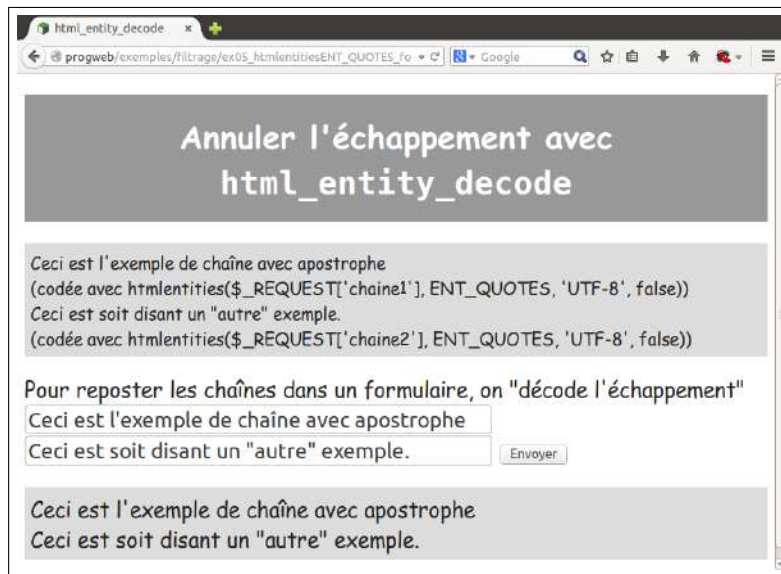 html_entity_decode
progweb/exemples/filtrage/ex05_htmlentitiesENT_QUOTES_fo
Google
Annuler l'échappement avec
html_entity_decode
Ceci est l'exemple de chaîne avec apostrophe
(codée avec htmlentities($_REQUEST['chaine1'], ENT_QUOTES, 'UTF-8', false))
Ceci est soit disant un "autre" exemple.
(codée avec htmlentities($_REQUEST['chaine2'], ENT_QUOTES, 'UTF-8', false))
Pour reposter les chaînes dans un formulaire, on "décode l'échappement"
Ceci est l'exemple de chaîne avec apostrophe
Ceci est soit disant un "autre" exemple.
Envoyer
Ceci est l'exemple de chaîne avec apostrophe
Ceci est soit disant un "autre" exemple.